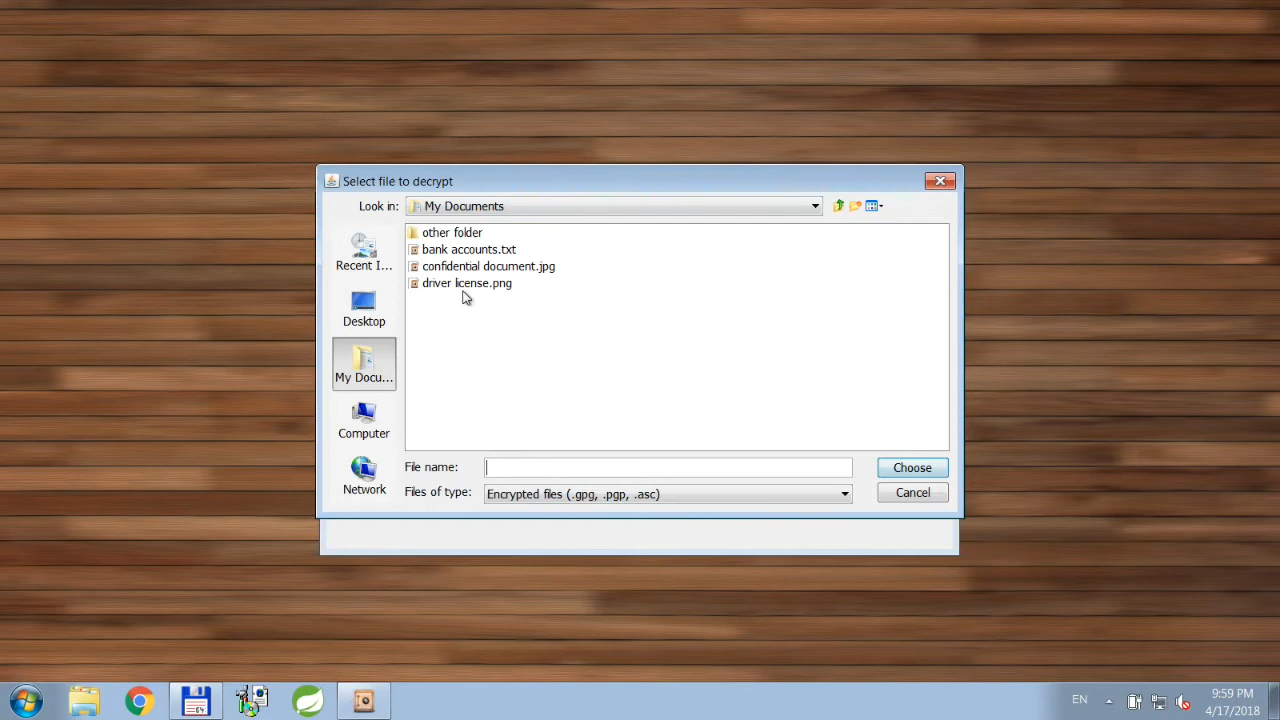 Select file to decrypt
Look in: My Documents
other folder
bank accounts.txt
confidential document.jpg
driver license.png
Recent I...
Desktop
My Docu...
Computer
Network
File name: Choose
Files of type: Encrypted files (.gpg, .pgp, .asc) Cancel
64
EN
9:59 PM
4/17/2018